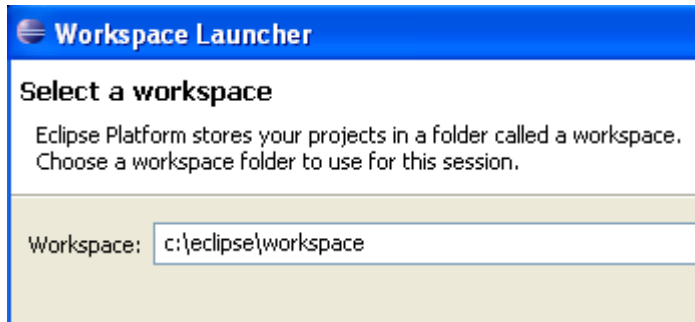 Workspace Launcher
Select a workspace
Eclipse Platform stores your projects in a folder called a workspace.
Choose a workspace folder to use for this session.
Workspace: c:\eclipse\workspace